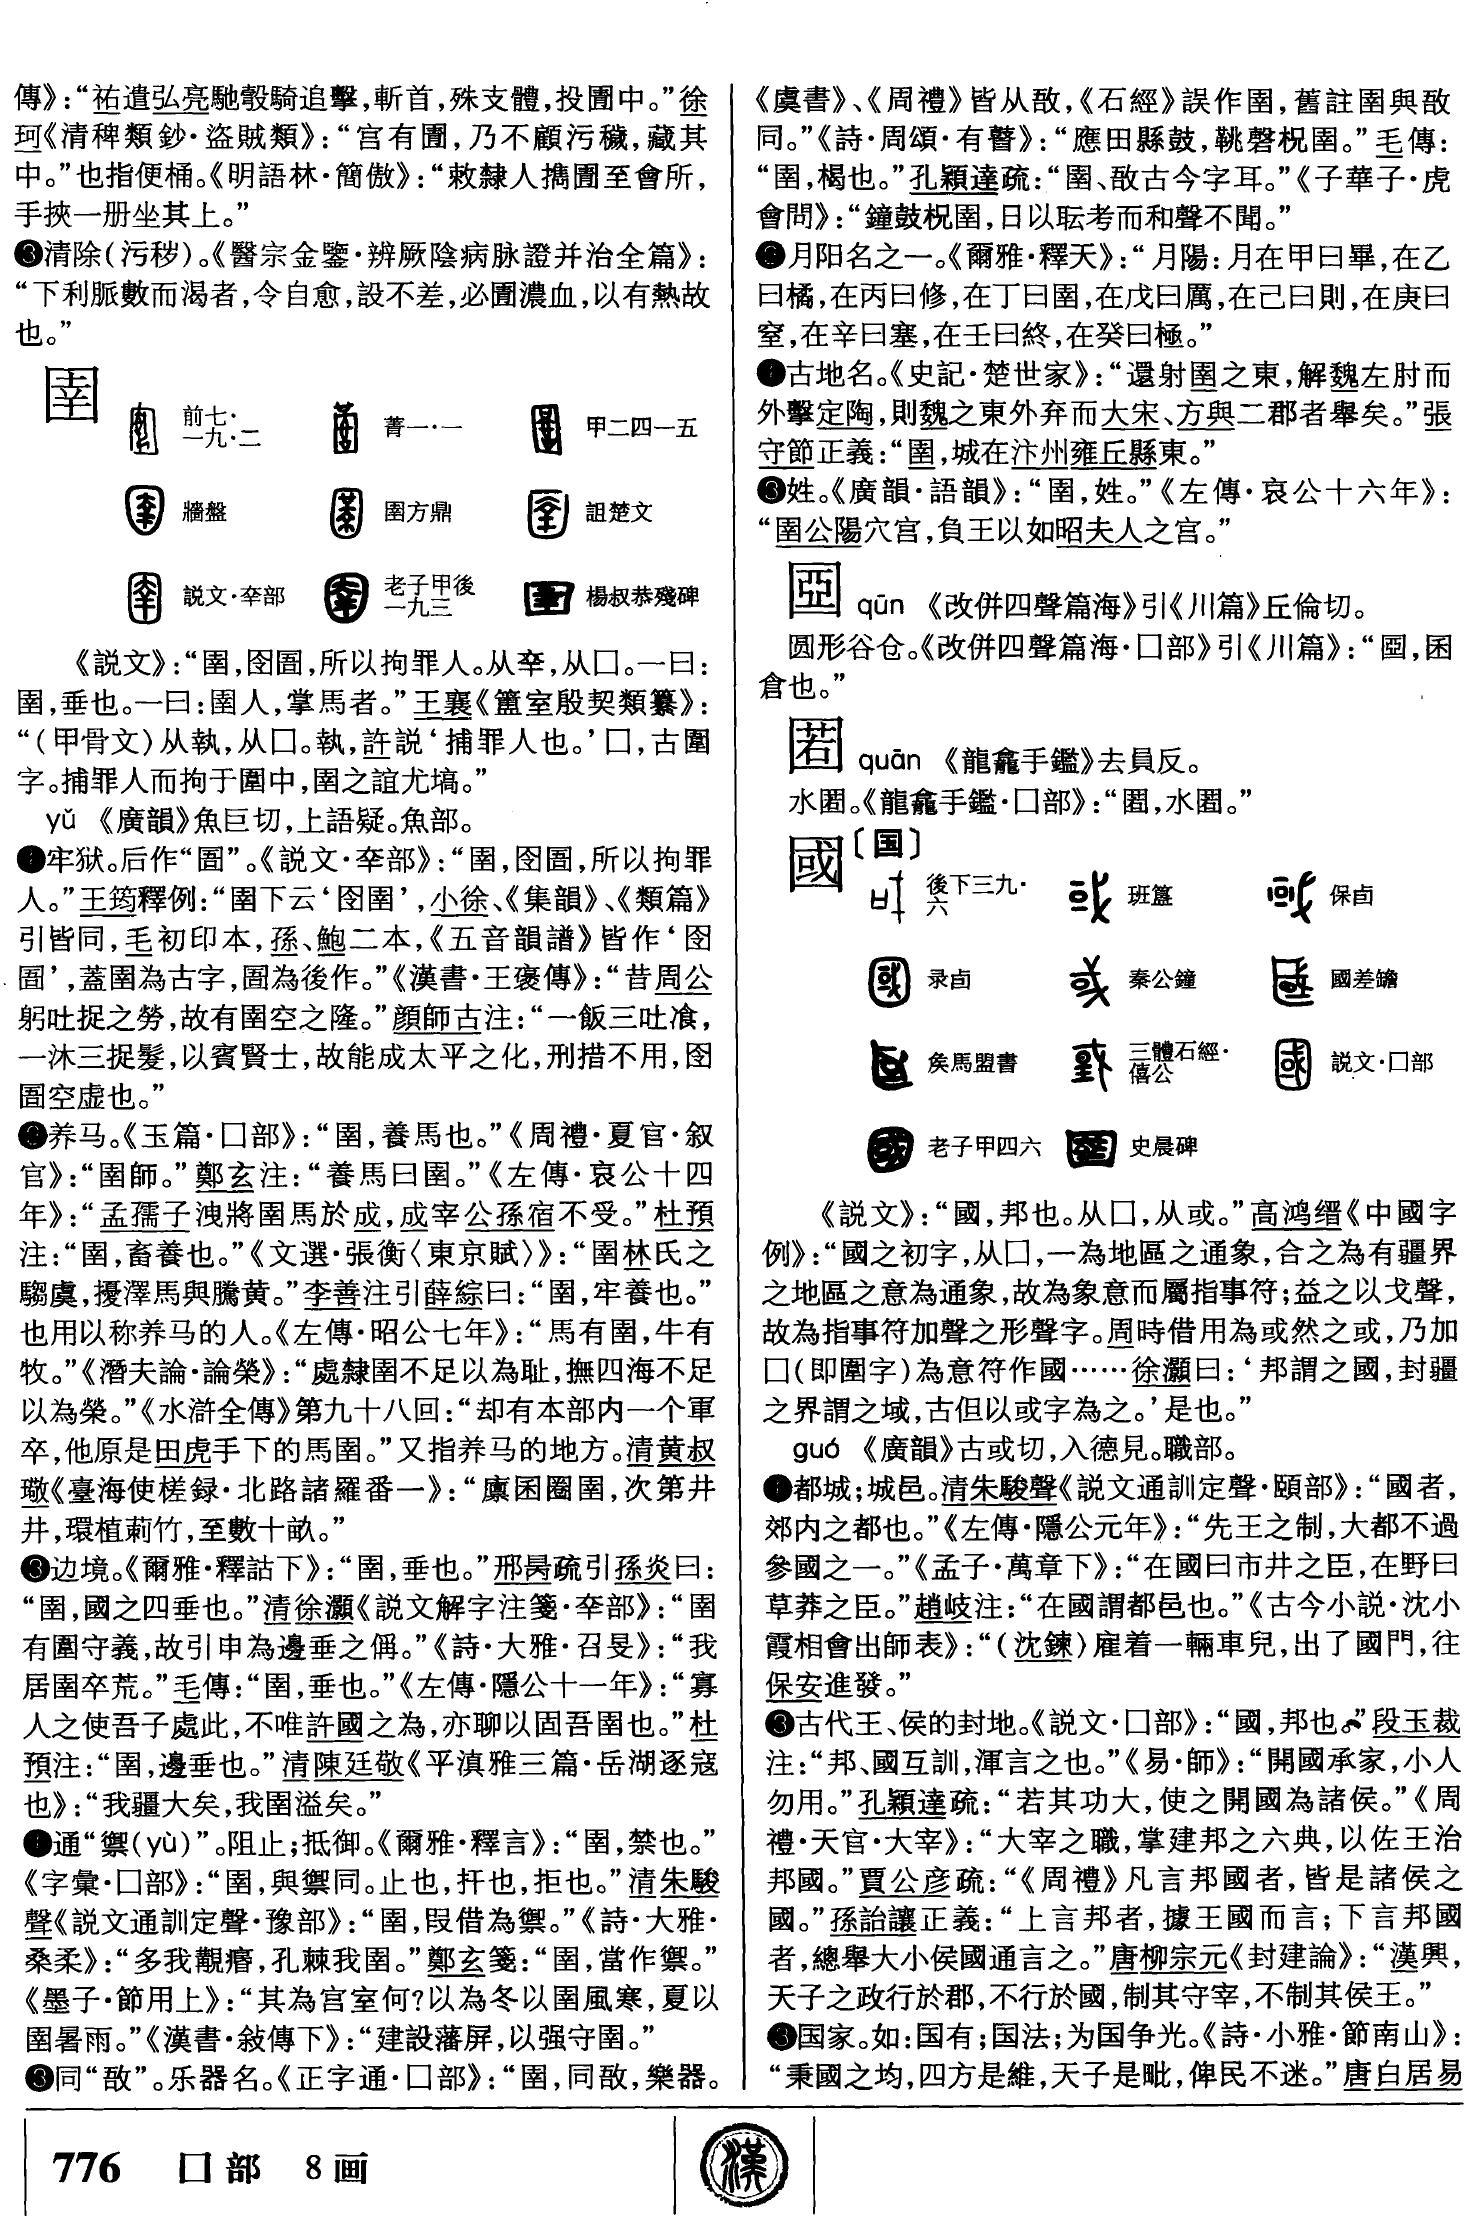 傳》：“祐遣弘亮馳彀騎追擊，斬首，殊支體，投圊中。”徐
珂《清稗類鈔·盜賊類》：“宫有圊，乃不顧污穢，藏其
中。”也指便桶。《明語林·簡傲》：“敕隸人攜圊至會所，
手挾一册坐其上。”
❸清除(污秽)。《醫宗金鑒·辨厥陰病脉證并治全篇》：
“下利脈數而渴者，令自愈，設不差，必圊濃血，以有熱故
也。”
圉
前七·一九·二 菁一·一 甲二四一五
牆盤 圉方鼎 詛楚文
説文·㚔部 老子甲後一九三 楊叔恭殘碑
《説文》：“圉，囹圄，所以拘罪人。从㚔，从囗。一曰：
圉，垂也。一曰：圉人，掌馬者。”王襄《簠室殷契類纂》：
“(甲骨文)从執，从囗。執，許説‘捕罪人也。’囗，古圍
字。捕罪人而拘于圍中，圉之誼尤塙。”
yǔ 《廣韻》魚巨切，上語疑。魚部。
❶牢狱。后作“圄”。《説文·㚔部》：“圉，囹圄，所以拘罪
人。”王筠釋例：“圉下云‘囹圉’，小徐、《集韻》、《類篇》
引皆同，毛初印本，孫、鮑二本，《五音韻譜》皆作‘囹
圄’，蓋圉為古字，圄為後作。”《漢書·王褒傳》：“昔周公
躬吐捉之勞，故有圉空之隆。”顔師古注：“一飯三吐飡，
一沐三捉髮，以賓賢士，故能成太平之化，刑措不用，囹
圄空虚也。”
❷养马。《玉篇·囗部》：“圉，養馬也。”《周禮·夏官·叙
官》：“圉師。”鄭玄注：“養馬曰圉。”《左傳·哀公十四
年》：“孟孺子洩將圉馬於成，成宰公孫宿不受。”杜預
注：“圉，畜養也。”《文選·張衡〈東京賦〉》：“圉林氏之
騶虞，擾澤馬與騰黄。”李善注引薛綜曰：“圉，牢養也。”
也用以称养马的人。《左傳·昭公七年》：“馬有圉，牛有
牧。”《潛夫論·論榮》：“處隸圉不足以為耻，撫四海不足
以為榮。”《水滸全傳》第九十八回：“却有本部内一个軍
卒，他原是田虎手下的馬圉。”又指养马的地方。清黄叔
璥《臺海使槎録·北路諸羅番一》：“廪囷圈圉，次第井
井，環植莿竹，至數十畝。”
❸边境。《爾雅·釋詁下》：“圉，垂也。”邢昺疏引孫炎曰：
“圉，國之四垂也。”清徐灝《説文解字注箋·㚔部》：“圉
有圍守義，故引申為邊垂之偁。”《詩·大雅·召旻》：“我
居圉卒荒。”毛傳：“圉，垂也。”《左傳·隱公十一年》：“寡
人之使吾子處此，不唯許國之為，亦聊以固吾圉也。”杜
預注：“圉，邊垂也。”清陳廷敬《平滇雅三篇·岳湖逐寇
也》：“我疆大矣，我圉溢矣。”
❹通“禦(yù)”。阻止；抵御。《爾雅·釋言》：“圉，禁也。”
《字彙·囗部》：“圉，與禦同。止也，扞也，拒也。”清朱駿
聲《説文通訓定聲·豫部》：“圉，叚借為禦。”《詩·大雅·
桑柔》：“多我覯痻，孔棘我圉。”鄭玄箋：“圉，當作禦。”
《墨子·節用上》：“其為宫室何？以為冬以圉風寒，夏以
圉暑雨。”《漢書·敍傳下》：“建設藩屏，以强守圉。”
❺同“敔”。乐器名。《正字通·囗部》：“圉，同敔，樂器。
《虞書》、《周禮》皆从敔，《石經》誤作圉，舊註圉與敔
同。”《詩·周頌·有瞽》：“應田縣鼓，鞉磬柷圉。”毛傳：
“圉，楬也。”孔穎達疏：“圉、敔古今字耳。”《子華子·虎
會問》：“鐘鼓柷圉，日以耾考而和聲不聞。”
❻月阳名之一。《爾雅·釋天》：“月陽：月在甲曰畢，在乙
曰橘，在丙曰修，在丁曰圉，在戊曰厲，在己曰則，在庚曰
窒，在辛曰塞，在壬曰終，在癸曰極。”
❼古地名。《史記·楚世家》：“還射圉之東，解魏左肘而
外擊定陶，則魏之東外弃而大宋、方與二郡者舉矣。”張
守節正義：“圉，城在汴州雍丘縣東。”
❽姓。《廣韻·語韻》：“圉，姓。”《左傳·哀公十六年》：
“圉公陽穴宫，負王以如昭夫人之宫。”
qūn 《改併四聲篇海》引《川篇》丘倫切。
圆形谷仓。《改併四聲篇海·囗部》引《川篇》：“，囷
倉也。”
quān 《龍龕手鑑》去員反。
水。《龍龕手鑑·囗部》：“，水。”
國〔国〕
後下三九·六 班簋 保卣
录卣 秦公鐘 國差𦉜
矦馬盟書 三體石經·僖公 説文·囗部
老子甲四六 史晨碑
《説文》：“國，邦也。从囗，从或。”高鸿缙《中國字
例》：“國之初字，从囗，一為地區之通象，合之為有疆界
之地區之意為通象，故為象意而屬指事符；益之以戈聲，
故為指事符加聲之形聲字。周時借用為或然之或，乃加
囗(即圍字)為意符作國……徐灝曰：‘邦謂之國，封疆
之界謂之域，古但以或字為之。’是也。”
guó 《廣韻》古或切，入德見。職部。
❶都城；城邑。清朱駿聲《説文通訓定聲·頤部》：“國者，
郊内之都也。”《左傳·隱公元年》：“先王之制，大都不過
參國之一。”《孟子·萬章下》：“在國曰市井之臣，在野曰
草莽之臣。”趙岐注：“在國謂都邑也。”《古今小説·沈小
霞相會出師表》：“(沈鍊)雇着一輛車兒，出了國門，往
保安進發。”
❷古代王、侯的封地。《説文·囗部》：“國，邦也。”段玉裁
注：“邦、國互訓，渾言之也。”《易·師》：“開國承家，小人
勿用。”孔穎達疏：“若其功大，使之開國為諸侯。”《周
禮·天官·大宰》：“大宰之職，掌建邦之六典，以佐王治
邦國。”賈公彦疏：“《周禮》凡言邦國者，皆是諸侯之
國。”孫詒讓正義：“上言邦者，據王國而言；下言邦國
者，總舉大小侯國通言之。”唐柳宗元《封建論》：“漢興，
天子之政行於郡，不行於國，制其守宰，不制其侯王。”
❸国家。如：国有；国法；为国争光。《詩·小雅·節南山》：
“秉國之均，四方是維，天子是毗，俾民不迷。”唐白居易
776 囗部 8画
漢